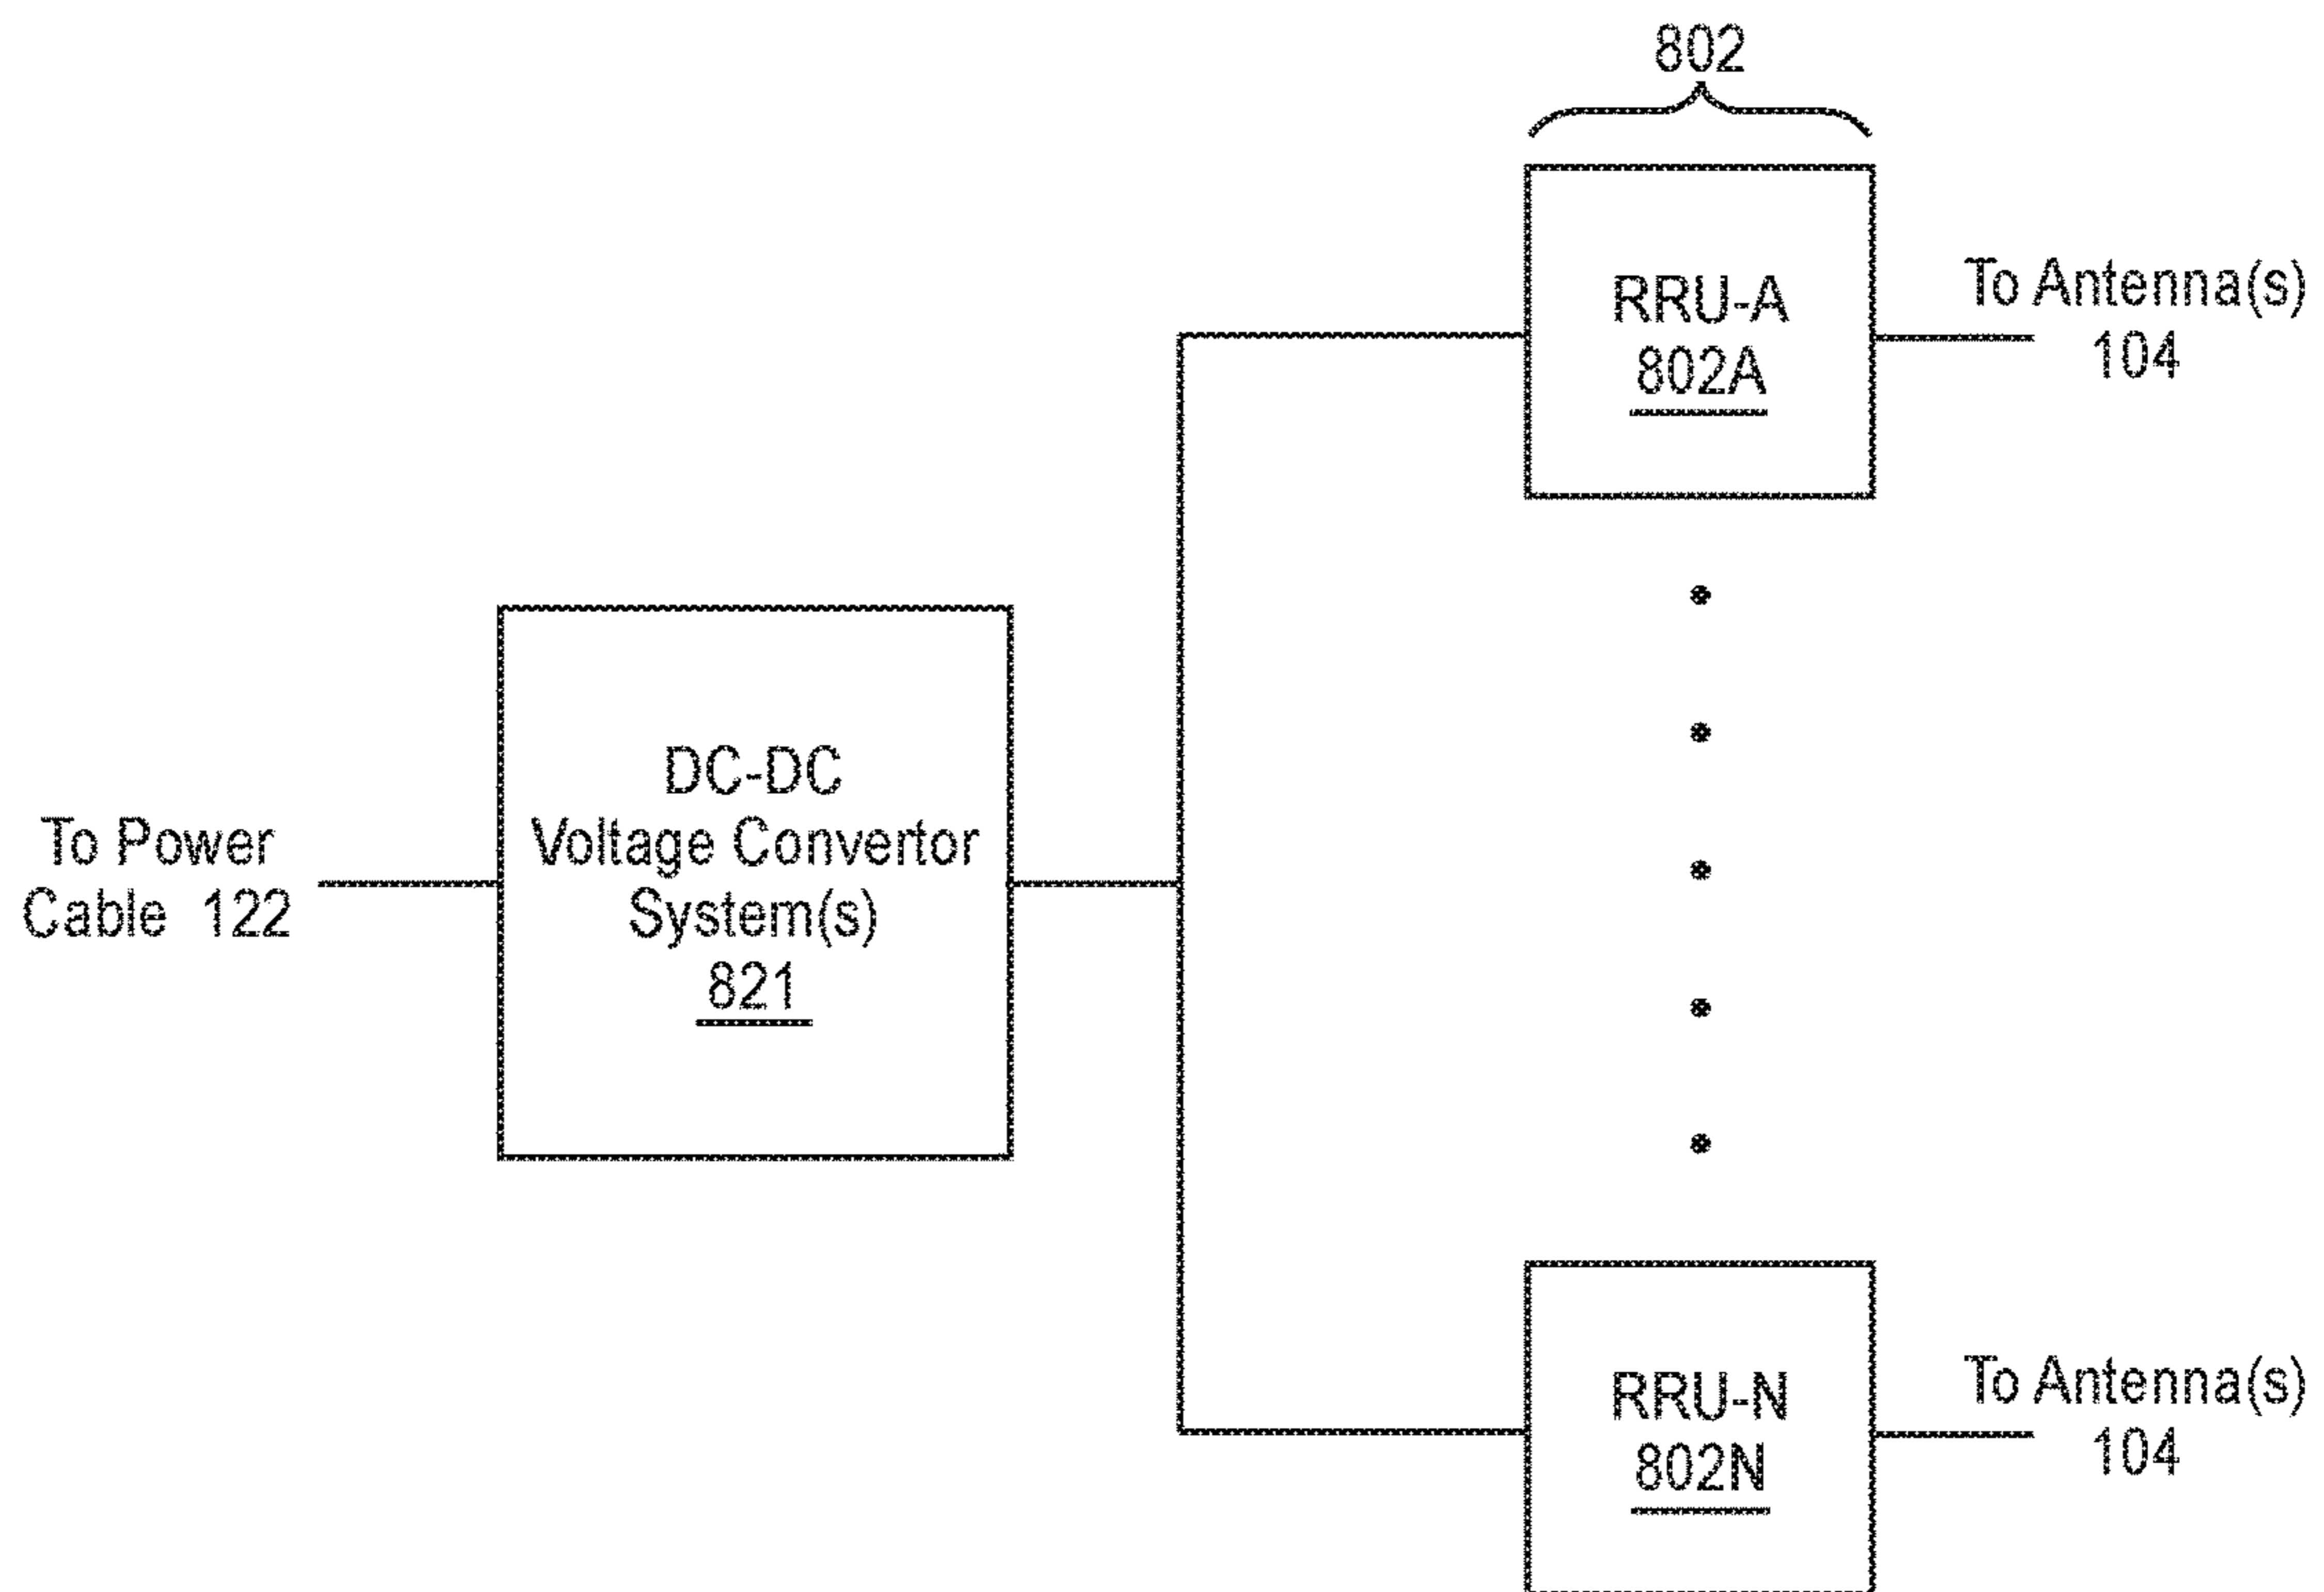 802
RRU-A
802A
To Antenna(s)
104
DC-DC
Voltage Convertor
System(s)
821
To Power
Cable 122
RRU-N
802N
To Antenna(s)
104